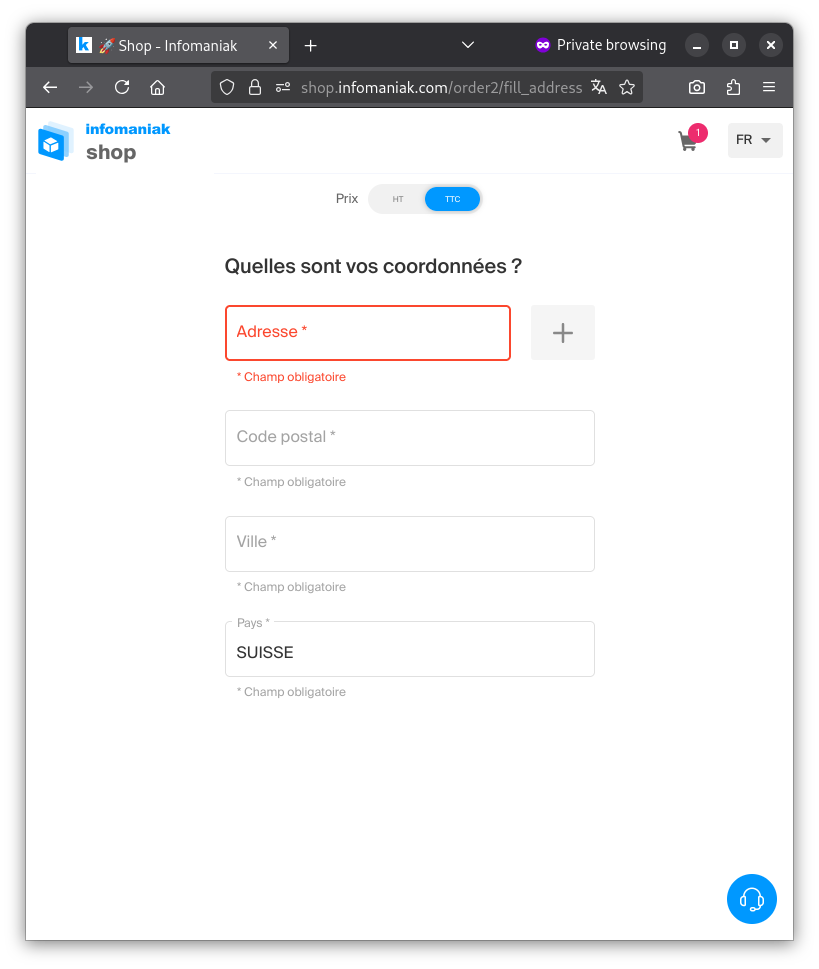 🚀 Shop - Infomaniak
Private browsing
shop.infomaniak.com/order2/fill_address
infomaniak
shop
1
FR
Prix HT TTC
Quelles sont vos coordonnées ?
Adresse *
* Champ obligatoire
Code postal *
* Champ obligatoire
Ville *
* Champ obligatoire
Pays *
SUISSE
* Champ obligatoire